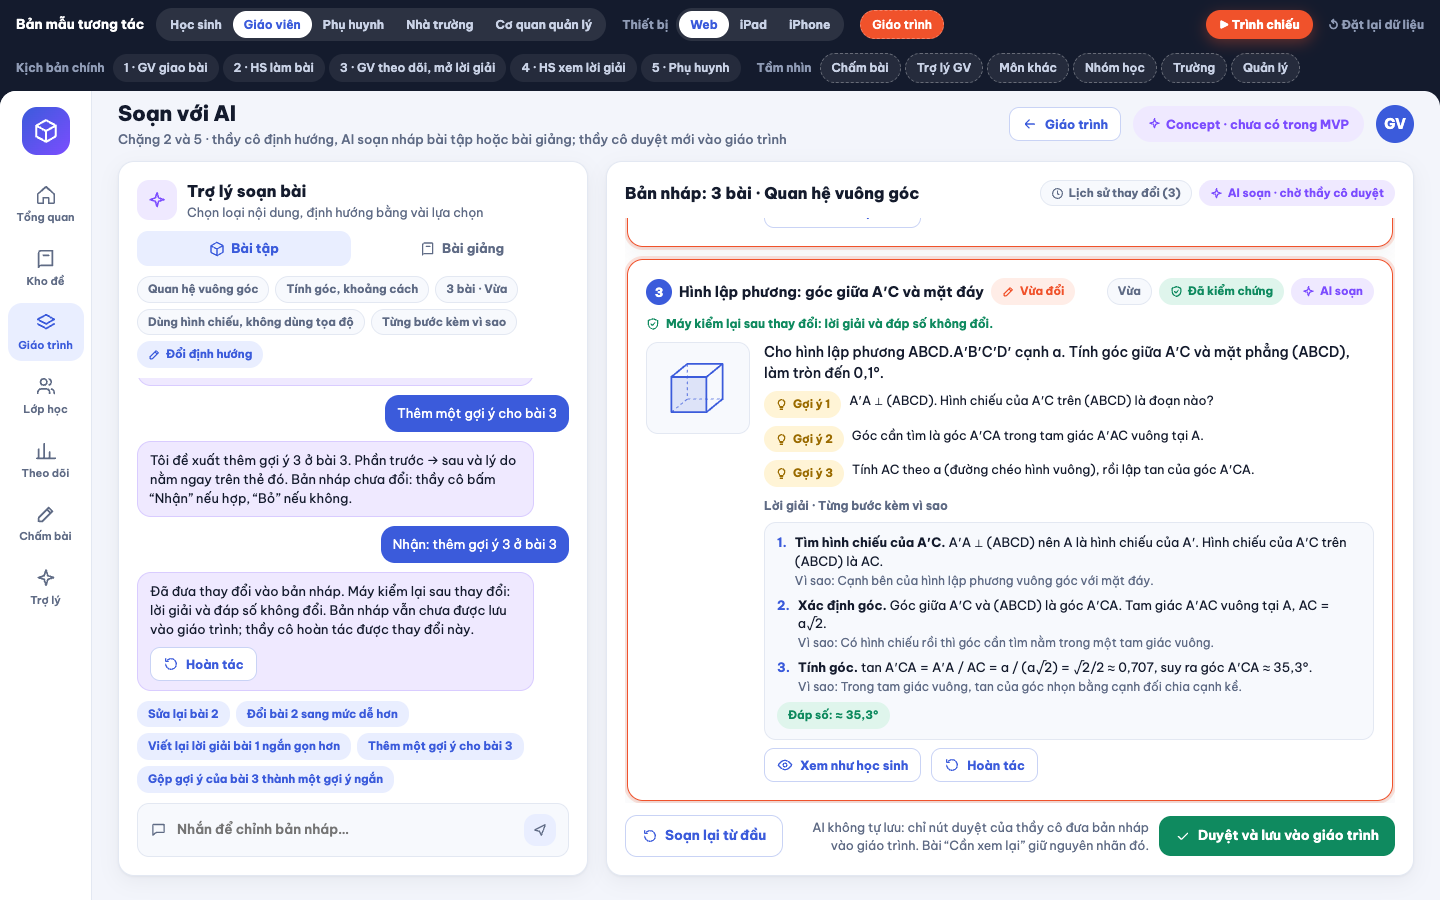 Bản mẫu tương tác
Học sinh
Giáo viên
Phụ huynh
Nhà trường
Cơ quan quản lý
Thiết bị
Web
iPad
iPhone
Giáo trình
Trình chiếu
Đặt lại dữ liệu
Kịch bản chính
1 · GV giao bài
2 · HS làm bài
3 · GV theo dõi, mở lời giải
4 · HS xem lời giải
5 · Phụ huynh
Tầm nhìn
Chấm bài
Trợ lý GV
Môn khác
Nhóm học
Trường
Quản lý
Tổng quan
Kho đề
Giáo trình
Lớp học
Theo dõi
Chấm bài
Trợ lý
Soạn với AI
Chặng 2 và 5 · thầy cô định hướng, AI soạn nháp bài tập hoặc bài giảng; thầy cô duyệt mới vào giáo trình
Giáo trình
Concept · chưa có trong MVP
GV
Trợ lý soạn bài
Chọn loại nội dung, định hướng bằng vài lựa chọn
Bài tập
Bài giảng
Quan hệ vuông góc
Tính góc, khoảng cách
3 bài · Vừa
Dùng hình chiếu, không dùng tọa độ
Từng bước kèm vì sao
Đổi định hướng
Thêm một gợi ý cho bài 3
Tôi đề xuất thêm gợi ý 3 ở bài 3. Phần trước → sau và lý do
nằm ngay trên thẻ đó. Bản nháp chưa đổi: thầy cô bấm
“Nhận” nếu hợp, “Bỏ” nếu không.
Nhận: thêm gợi ý 3 ở bài 3
Đã đưa thay đổi vào bản nháp. Máy kiểm lại sau thay đổi:
lời giải và đáp số không đổi. Bản nháp vẫn chưa được lưu
vào giáo trình; thầy cô hoàn tác được thay đổi này.
Hoàn tác
Sửa lại bài 2
Đổi bài 2 sang mức dễ hơn
Viết lại lời giải bài 1 ngắn gọn hơn
Thêm một gợi ý cho bài 3
Gộp gợi ý của bài 3 thành một gợi ý ngắn
Nhắn để chỉnh bản nháp...
Bản nháp: 3 bài · Quan hệ vuông góc
Lịch sử thay đổi (3)
AI soạn · chờ thầy cô duyệt
3
Hình lập phương: góc giữa A′C và mặt đáy
Vừa đổi
Vừa
Đã kiểm chứng
AI soạn
Máy kiểm lại sau thay đổi: lời giải và đáp số không đổi.
Cho hình lập phương ABCD.A′B′C′D′ cạnh a. Tính góc giữa A′C và mặt phẳng (ABCD),
làm tròn đến 0,1°.
Gợi ý 1
A′A ⊥ (ABCD). Hình chiếu của A′C trên (ABCD) là đoạn nào?
Gợi ý 2
Góc cần tìm là góc A′CA trong tam giác A′AC vuông tại A.
Gợi ý 3
Tính AC theo a (đường chéo hình vuông), rồi lập tan của góc A′CA.
Lời giải · Từng bước kèm vì sao
1. Tìm hình chiếu của A′C. A′A ⊥ (ABCD) nên A là hình chiếu của A′. Hình chiếu của A′C trên
(ABCD) là AC.
Vì sao: Cạnh bên của hình lập phương vuông góc với mặt đáy.
2. Xác định góc. Góc giữa A′C và (ABCD) là góc A′CA. Tam giác A′AC vuông tại A, AC =
a√2.
Vì sao: Có hình chiếu rồi thì góc cần tìm nằm trong một tam giác vuông.
3. Tính góc. tan A′CA = A′A / AC = a / (a√2) = √2/2 ≈ 0,707, suy ra góc A′CA ≈ 35,3°.
Vì sao: Trong tam giác vuông, tan của góc nhọn bằng cạnh đối chia cạnh kề.
Đáp số: ≈ 35,3°
Xem như học sinh
Hoàn tác
Soạn lại từ đầu
AI không tự lưu: chỉ nút duyệt của thầy cô đưa bản nháp
vào giáo trình. Bài “Cần xem lại” giữ nguyên nhãn đó.
Duyệt và lưu vào giáo trình